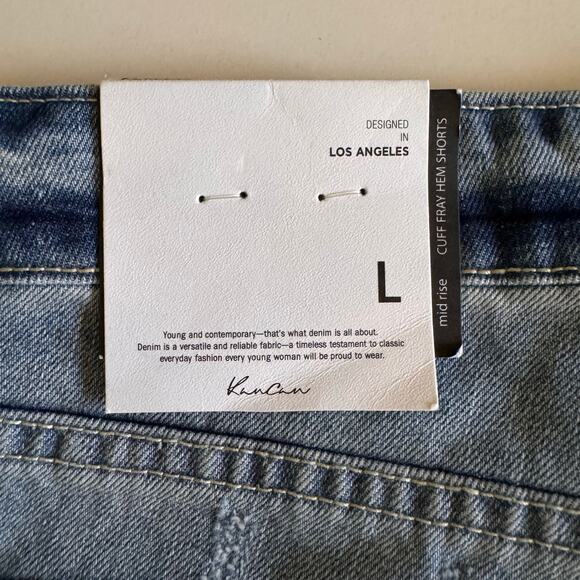 DESIGNED
IN
LOS ANGELES
L
Young and contemporary—that's what denim is all about.
Denim is a versatile and reliable fabric—a timeless testament to classic
everyday fashion every young woman will be proud to wear.
KanCan
mid rise CUFF FRAY HEM SHORTS